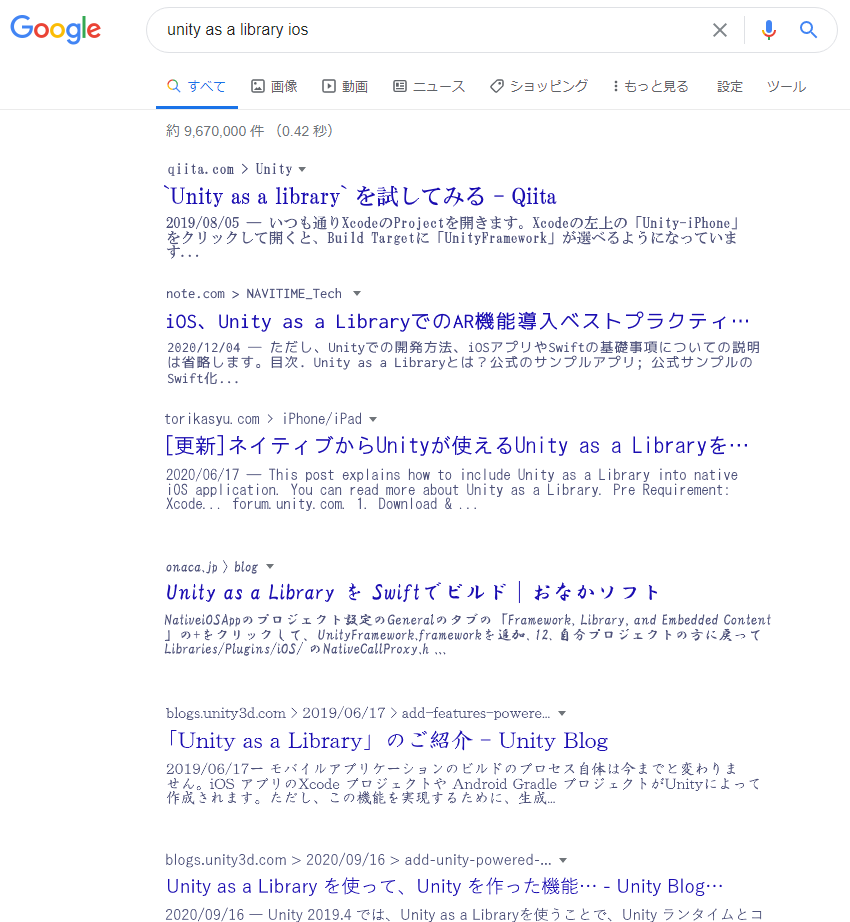 Google
unity as a library ios
すべて 画像 動画 ニュース ショッピング もっと見る 設定 ツール
約 9,670,000 件 （0.42 秒）
qiita.com > Unity
`Unity as a library` を試してみる - Qiita
2019/08/05 — いつも通りXcodeのProjectを開きます。Xcodeの左上の「Unity-iPhone」
をクリックして開くと、Build Targetに「UnityFramework」が選べるようになっていま
す...
note.com > NAVITIME_Tech
iOS、Unity as a LibraryでのAR機能導入ベストプラクティ…
2020/12/04 — ただし、Unityでの開発方法、iOSアプリやSwiftの基礎事項についての説明
は省略します。目次. Unity as a Libraryとは？公式のサンプルアプリ; 公式サンプルの
Swift化...
torikasyu.com > iPhone/iPad
[更新]ネイティブからUnityが使えるUnity as a Libraryを…
2020/06/17 — This post explains how to include Unity as a Library into native
iOS application. You can read more about Unity as a Library. Pre Requirement:
Xcode... forum.unity.com. 1. Download & ...
onaca.jp > blog
Unity as a Library を Swiftでビルド | おなかソフト
NativeiOSAppのプロジェクト設定のGeneralのタブの「Framework, Library, and Embedded Content
」の+をクリックして、UnityFramework.frameworkを追加. 12. 自分プロジェクトの方に戻って
Libraries/Plugins/iOS/ のNativeCallProxy.h ...
blogs.unity3d.com > 2019/06/17 > add-features-powere...
「Unity as a Library」のご紹介 - Unity Blog
2019/06/17ー モバイルアプリケーションのビルドのプロセス自体は今までと変わりま
せん。iOS アプリのXcode プロジェクトや Android Gradle プロジェクトがUnityによって
作成されます。ただし、この機能を実現するために、生成...
blogs.unity3d.com > 2020/09/16 > add-unity-powered-...
Unity as a Library を使って、Unity を作った機能… - Unity Blog…
2020/09/16 — Unity 2019.4 では、Unity as a Libraryを使うことで、Unity ランタイムとコ